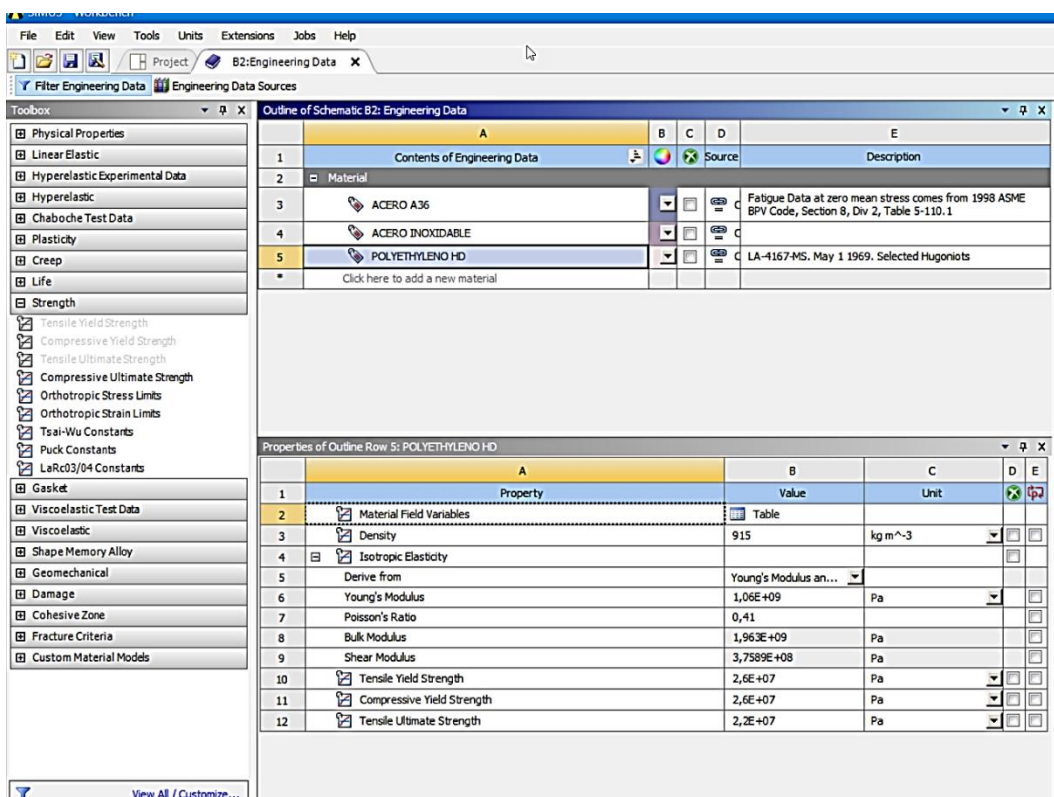 SIMUS - Workbench
File Edit View Tools Units Extensions Jobs Help
Project B2:Engineering Data X
Filter Engineering Data Engineering Data Sources
Toolbox
Physical Properties
Linear Elastic
Hyperelastic Experimental Data
Hyperelastic
Chaboche Test Data
Plasticity
Creep
Life
Strength
Tensile Yield Strength
Compressive Yield Strength
Tensile Ultimate Strength
Compressive Ultimate Strength
Orthotropic Stress Limits
Orthotropic Strain Limits
Tsai-Wu Constants
Puck Constants
LaRc03/04 Constants
Gasket
Viscoelastic Test Data
Viscoelastic
Shape Memory Alloy
Geomechanical
Damage
Cohesive Zone
Fracture Criteria
Custom Material Models
View All / Customize...
Outline of Schematic B2: Engineering Data
A B C D E
1 Contents of Engineering Data Source Description
2 Material
3 ACERO A36 Fatigue Data at zero mean stress comes from 1998 ASME
BPV Code, Section 8, Div 2, Table 5-110.1
4 ACERO INOXIDABLE
5 POLYETHYLENO HD LA-4167-MS. May 1 1969. Selected Hugoniots
* Click here to add a new material
Properties of Outline Row 5: POLYETHYLENO HD
A B C D E
1 Property Value Unit
2 Material Field Variables Table
3 Density 915 kg m^-3
4 Isotropic Elasticity
5 Derive from Young's Modulus an...
6 Young's Modulus 1,06E+09 Pa
7 Poisson's Ratio 0,41
8 Bulk Modulus 1,963E+09 Pa
9 Shear Modulus 3,7589E+08 Pa
10 Tensile Yield Strength 2,6E+07 Pa
11 Compressive Yield Strength 2,6E+07 Pa
12 Tensile Ultimate Strength 2,2E+07 Pa